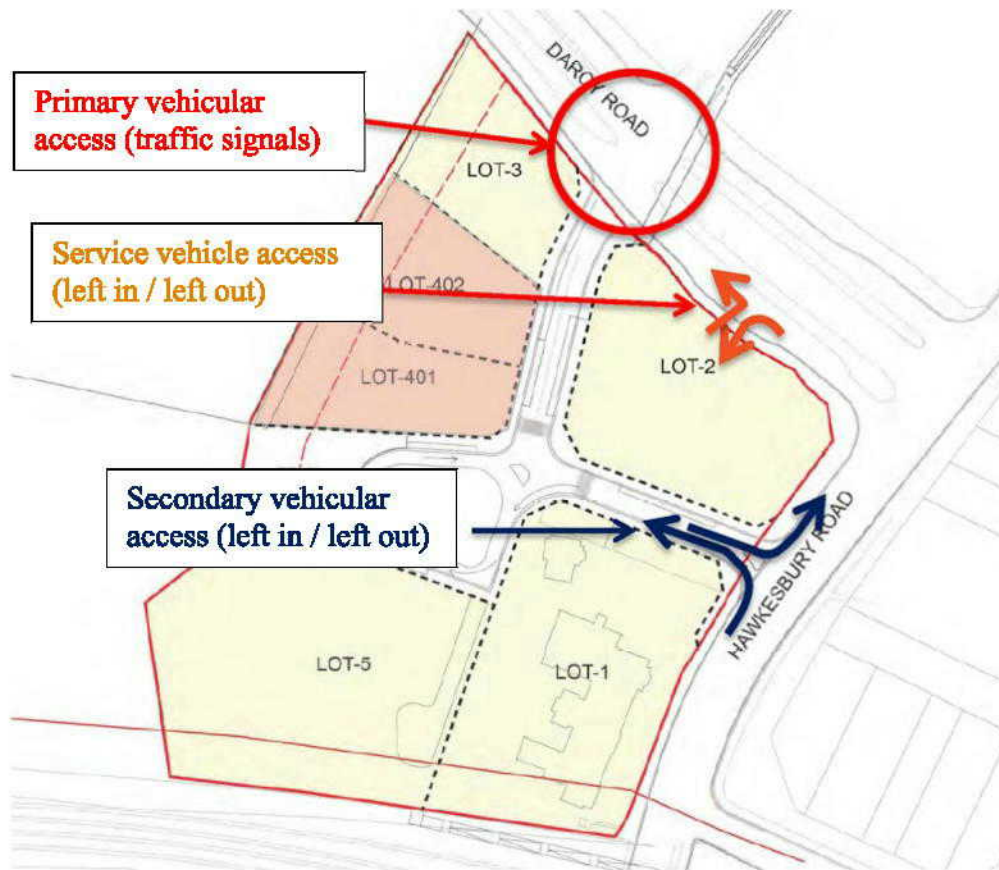 DARCY ROAD
Primary vehicular
access (traffic signals)
LOT-3
Service vehicle access
(left in / left out)
LOT-402
LOT-2
LOT-401
Secondary vehicular
access (left in / left out)
HAWKESBURY ROAD
LOT-5
LOT-1